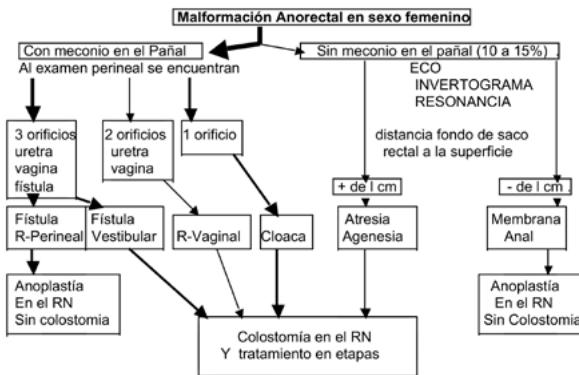 Malformación Anorectal en sexo femenino
Con meconio en el Pañal
Sin meconio en el pañal (10 a 15%) .
Al examen perineal se encuentran
ECO
INVERTOGRAMA
RESONANCIA
3 orificios
uretra
vagina
fístula
2 orificios
uretra
vagina
1 orificio
distancia fondo de saco
rectal a la superficie
+ de l cm
- de l cm .
Fístula
R-Perineal
Fístula
Vestibular
R-Vaginal
Cloaca
Atresia
Agenesia
Membrana
Anal
Anoplastía
En el RN
Sin colostomia
Anoplastía
En el RN
Sin Colostomia
Colostomía en el RN
Y tratamiento en etapas